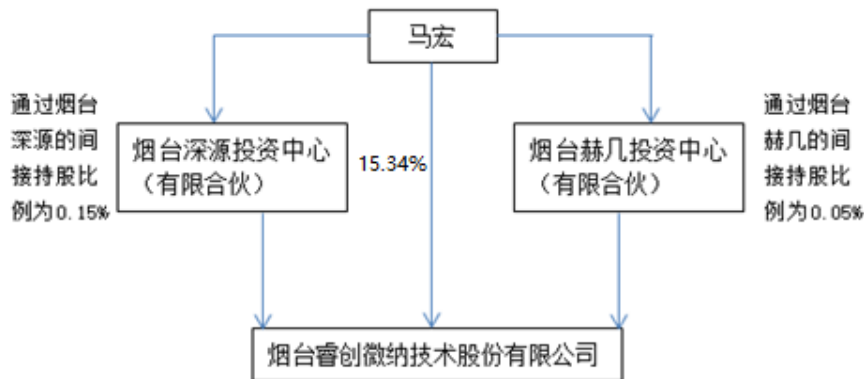 马宏
通过烟台
深源的间
接持股比
例为0.15%
烟台深源投资中心
（有限合伙）
15.34%
烟台赫几投资中心
（有限合伙）
通过烟台
赫几的间
接持股比
例为0.05%
烟台睿创微纳技术股份有限公司